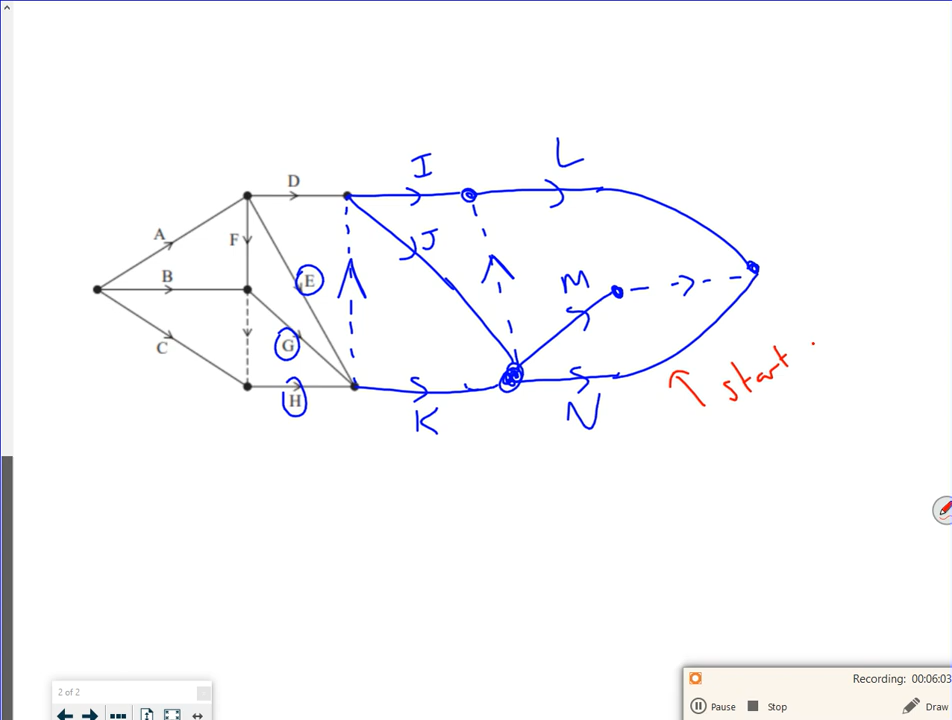 I
L
D
A
F
J
B
E
M
C
G
start
H
K
N
2 of 2
Recording: 00:06:03
Pause
Stop
Draw